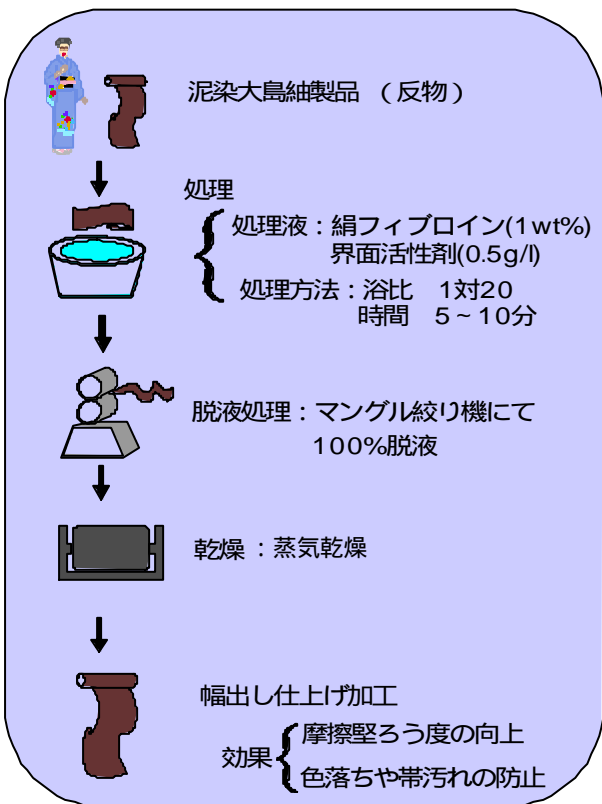 泥染大島紬製品 (反物)
処理
処理液:絹フィブロイン(1wt%)
界面活性剤(0.5g/l)
処理方法:浴比 1対20
時間 5~10分
脱液処理:マングル絞り機にて
100%脱液
乾燥:蒸気乾燥
幅出し仕上げ加工
効果
摩擦堅ろう度の向上
色落ちや帯汚れの防止